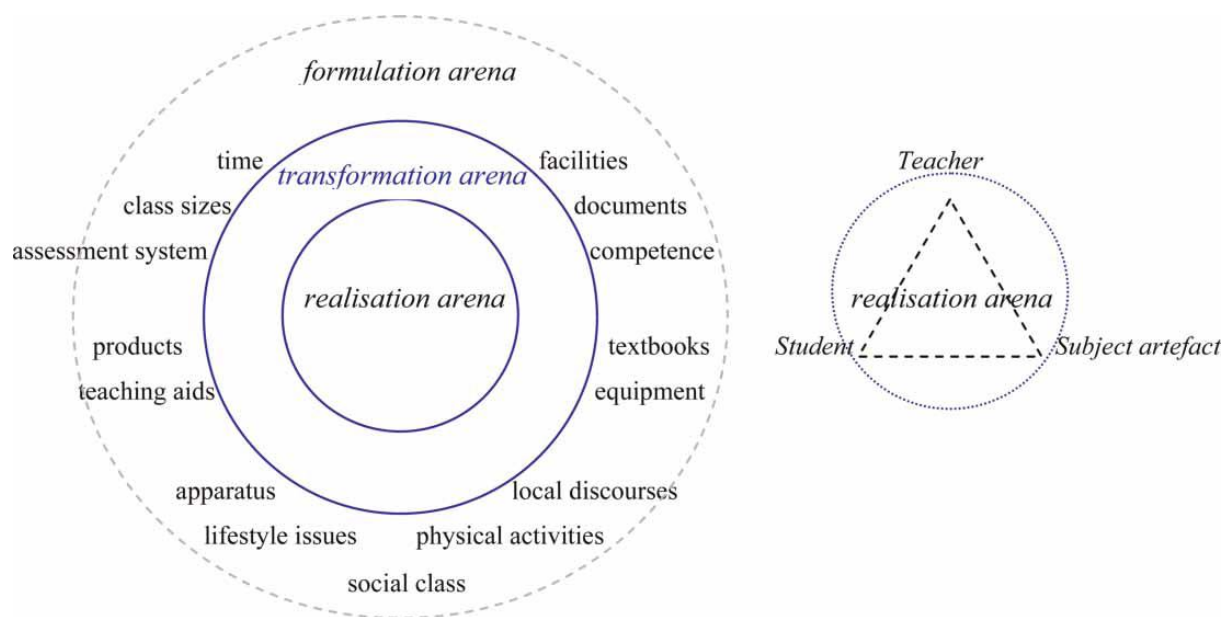 formulation arena
time
facilities
transformation arena
class sizes
documents
assessment system
competence
realisation arena
products
textbooks
teaching aids
equipment
apparatus
local discourses
lifestyle issues
physical activities
social class
Teacher
realisation arena
Student
Subject artefact